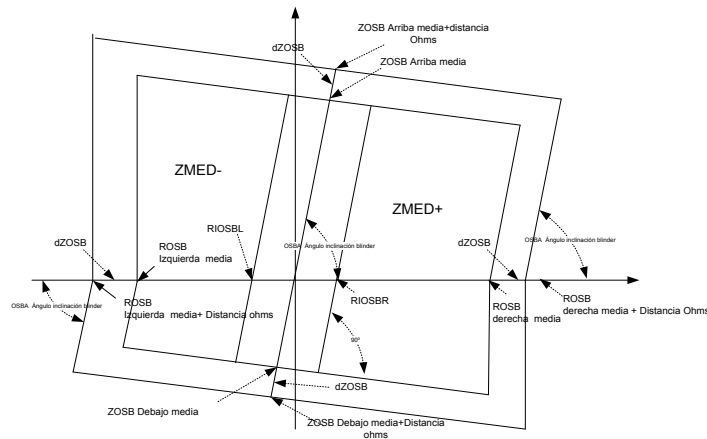 ZOSB Arriba media+distancia
Ohms
dZOSB
ZOSB Arriba media
ZMED-
ZMED+
RIOSBL
OSBA Ángulo inclinación blinder
OSBA Ángulo inclinación blinder
dZOSB
ROSB
Izquierda media
dZOSB
OSBA Ángulo inclinación blinder
ROSB
Izquierda media+ Distancia ohms
RIOSBR
ROSB
derecha media
ROSB
derecha media + Distancia Ohms
90º
dZOSB
ZOSB Debajo media
ZOSB Debajo media+Distancia
ohms